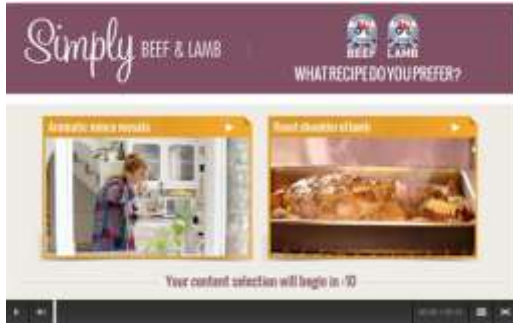 Simply BEEF & LAMB
BEEF LAMB
WHAT RECIPE DO YOU PREFER?
Aromatic mince
Roast shoulder of lamb
Your content selection will begin in -10